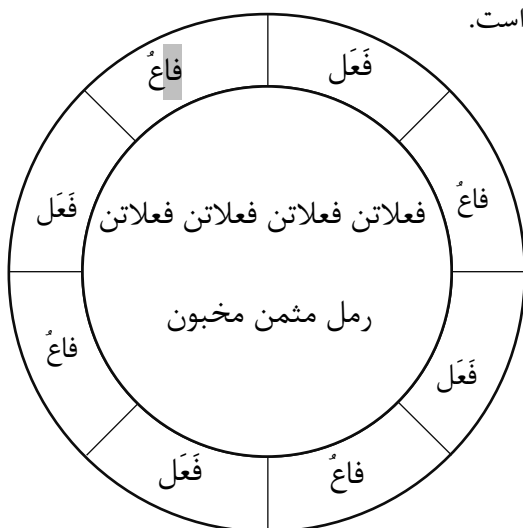 است.
فَعَل
فاعُ
فَعَل
فاعُ
فَعَل
فاعُ
فَعَل
فاعُ
فعلاتن فعلاتن فعلاتن فعلاتن
رمل مثمن مخبون